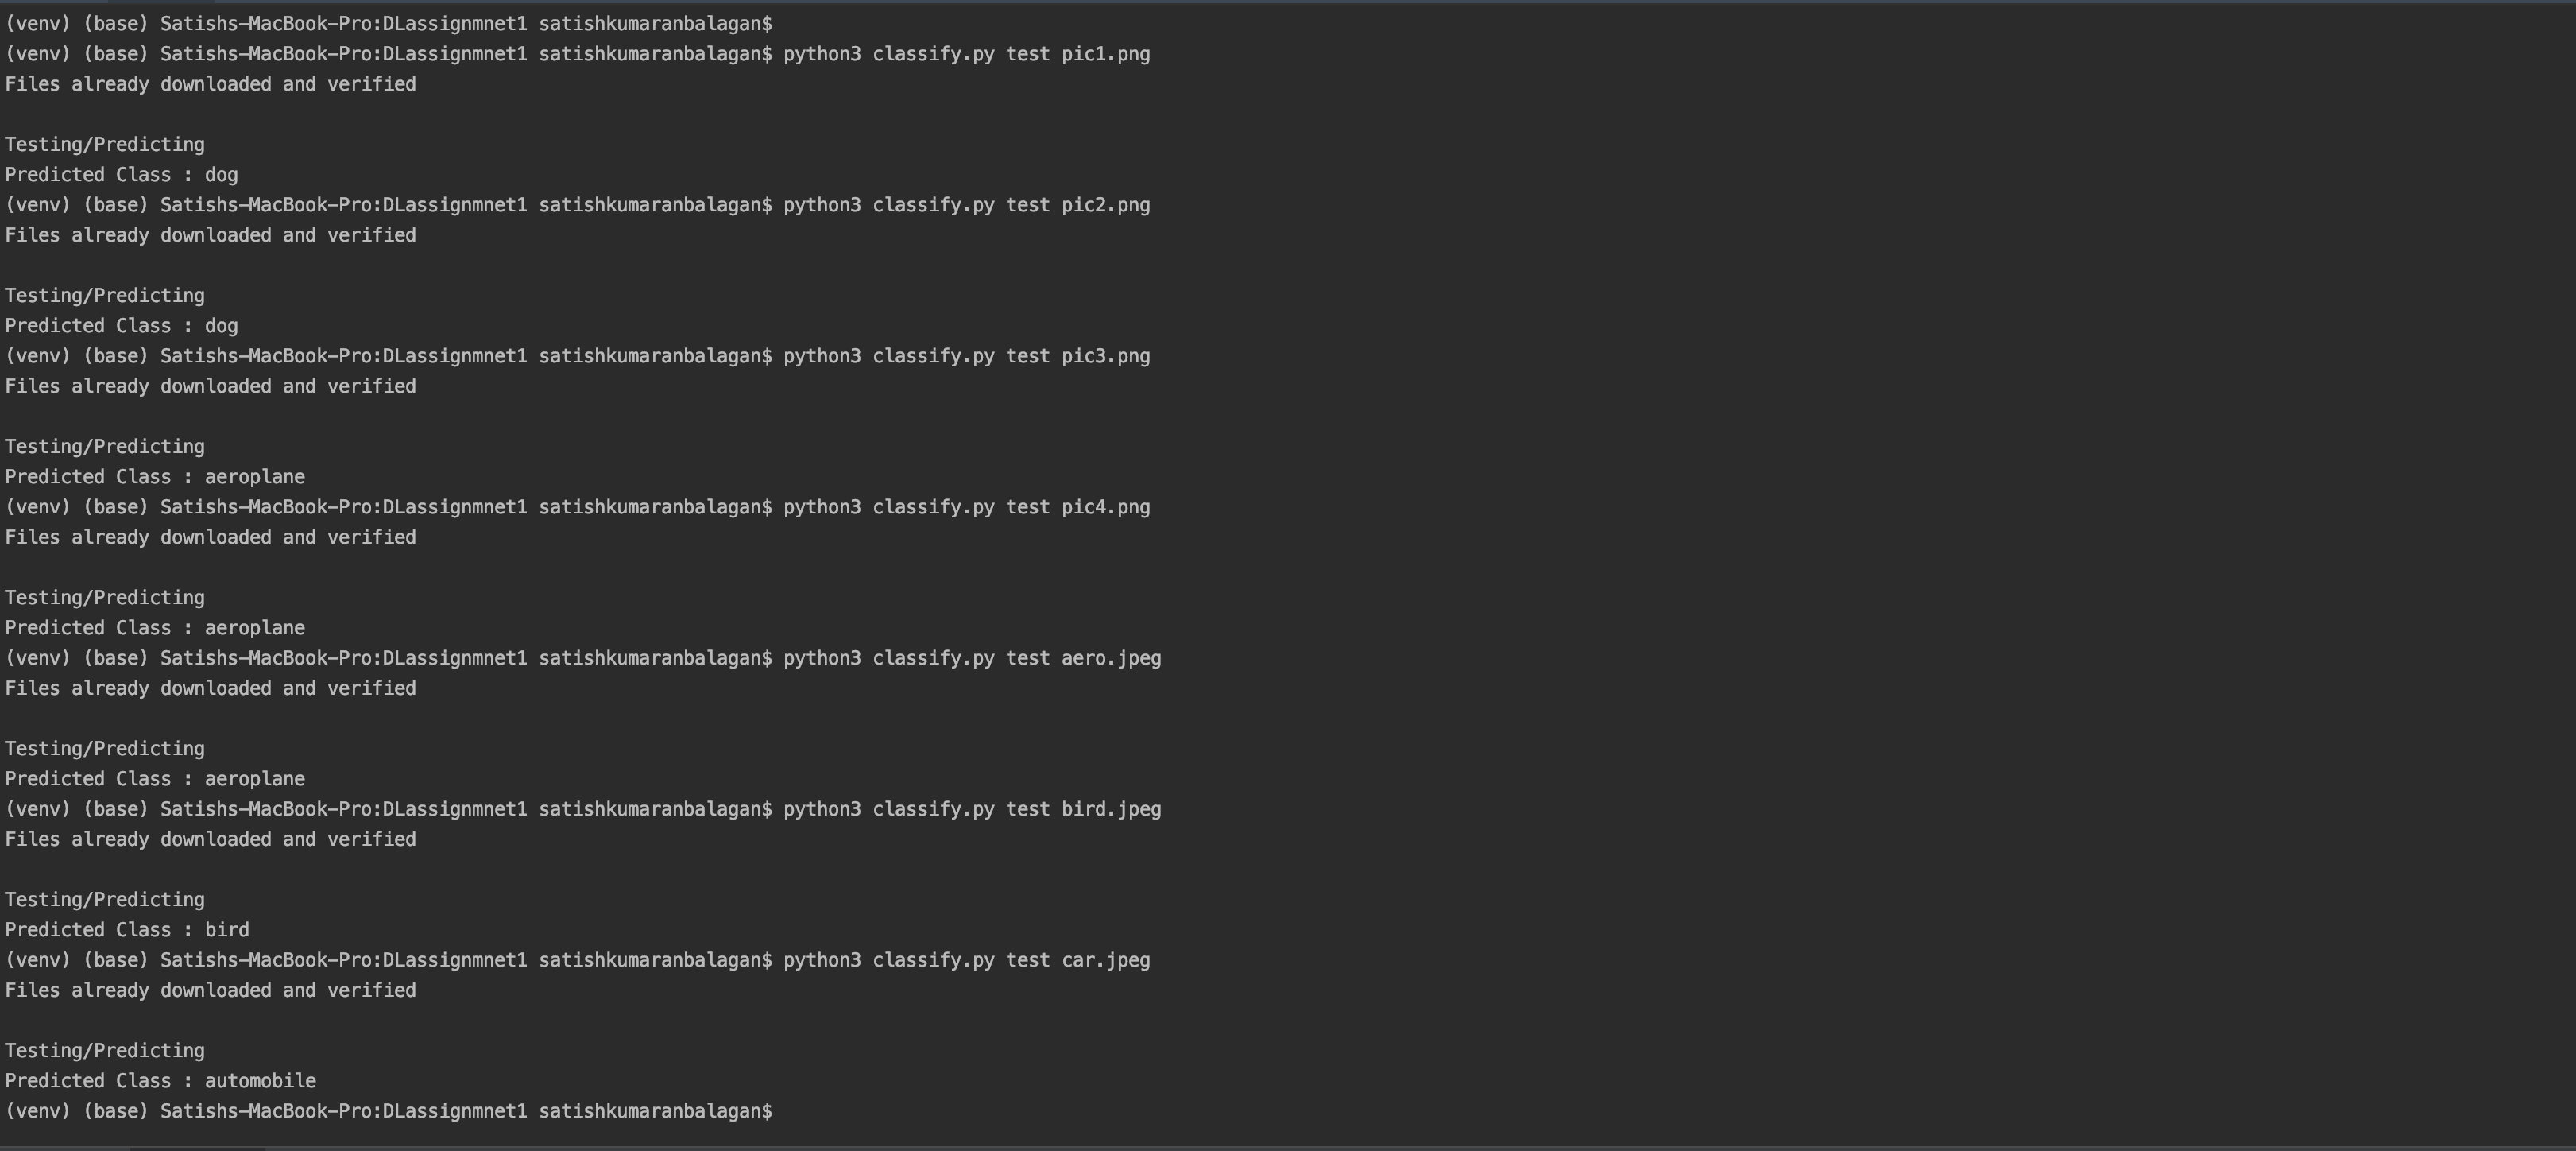 (venv) (base) Satishs-MacBook-Pro:DLassignmnet1 satishkumaranbalagan$
(venv) (base) Satishs-MacBook-Pro:DLassignmnet1 satishkumaranbalagan$ python3 classify.py test pic1.png
Files already downloaded and verified
Testing/Predicting
Predicted Class : dog
(venv) (base) Satishs-MacBook-Pro:DLassignmnet1 satishkumaranbalagan$ python3 classify.py test pic2.png
Files already downloaded and verified
Testing/Predicting
Predicted Class : dog
(venv) (base) Satishs-MacBook-Pro:DLassignmnet1 satishkumaranbalagan$ python3 classify.py test pic3.png
Files already downloaded and verified
Testing/Predicting
Predicted Class : aeroplane
(venv) (base) Satishs-MacBook-Pro:DLassignmnet1 satishkumaranbalagan$ python3 classify.py test pic4.png
Files already downloaded and verified
Testing/Predicting
Predicted Class : aeroplane
(venv) (base) Satishs-MacBook-Pro:DLassignmnet1 satishkumaranbalagan$ python3 classify.py test aero.jpeg
Files already downloaded and verified
Testing/Predicting
Predicted Class : aeroplane
(venv) (base) Satishs-MacBook-Pro:DLassignmnet1 satishkumaranbalagan$ python3 classify.py test bird.jpeg
Files already downloaded and verified
Testing/Predicting
Predicted Class : bird
(venv) (base) Satishs-MacBook-Pro:DLassignmnet1 satishkumaranbalagan$ python3 classify.py test car.jpeg
Files already downloaded and verified
Testing/Predicting
Predicted Class : automobile
(venv) (base) Satishs-MacBook-Pro:DLassignmnet1 satishkumaranbalagan$